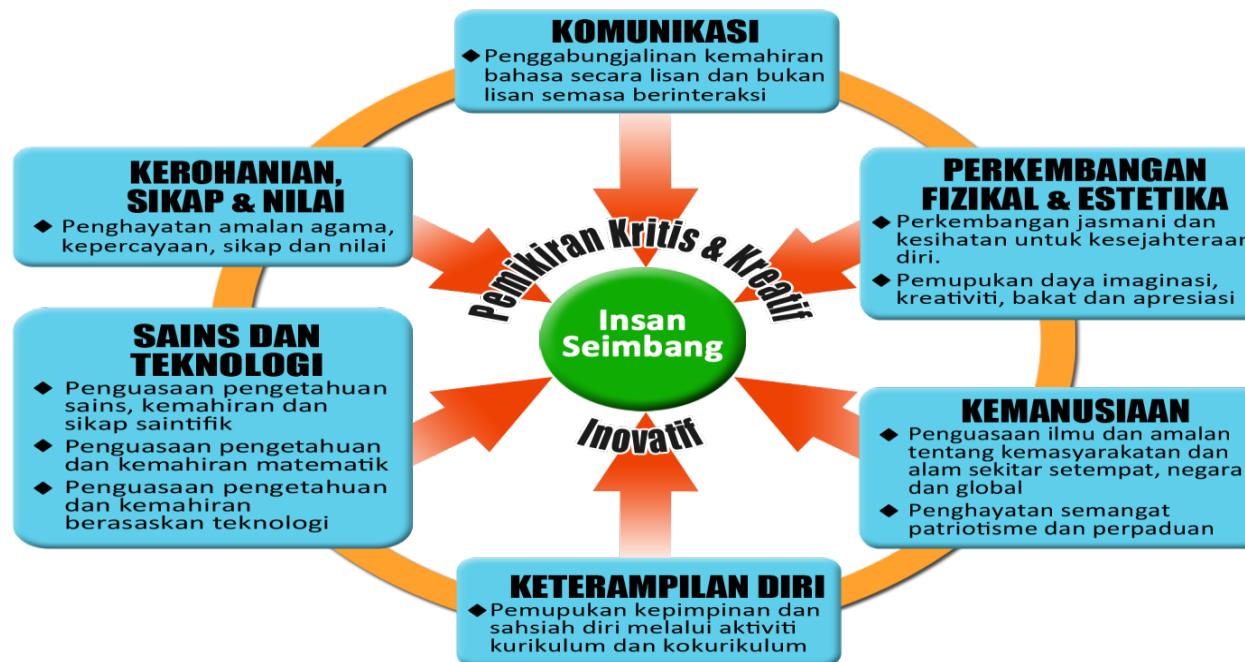 KOMUNIKASI
◆ Penggabungjalinan kemahiran
bahasa secara lisan dan bukan
lisan semasa berinteraksi
KEROHANIAN,
SIKAP & NILAI
◆ Penghayatan amalan agama,
kepercayaan, sikap dan nilai
PERKEMBANGAN
FIZIKAL & ESTETIKA
◆ Perkembangan jasmani dan
kesihatan untuk kesejahteraan
diri.
◆ Pemupukan daya imaginasi,
kreativiti, bakat dan apresiasi
Pemikiran Kritis & Kreatif
Insan
Seimbang
Inovatif
SAINS DAN
TEKNOLOGI
◆ Penguasaan pengetahuan
sains, kemahiran dan
sikap saintifik
◆ Penguasaan pengetahuan
dan kemahiran matematik
◆ Penguasaan pengetahuan
dan kemahiran
berasaskan teknologi
KEMANUSIAAN
◆ Penguasaan ilmu dan amalan
tentang kemasyarakatan dan
alam sekitar setempat, negara
dan global
◆ Penghayatan semangat
patriotisme dan perpaduan
KETERAMPILAN DIRI
◆ Pemupukan kepimpinan dan
sahsiah diri melalui aktiviti
kurikulum dan kokurikulum